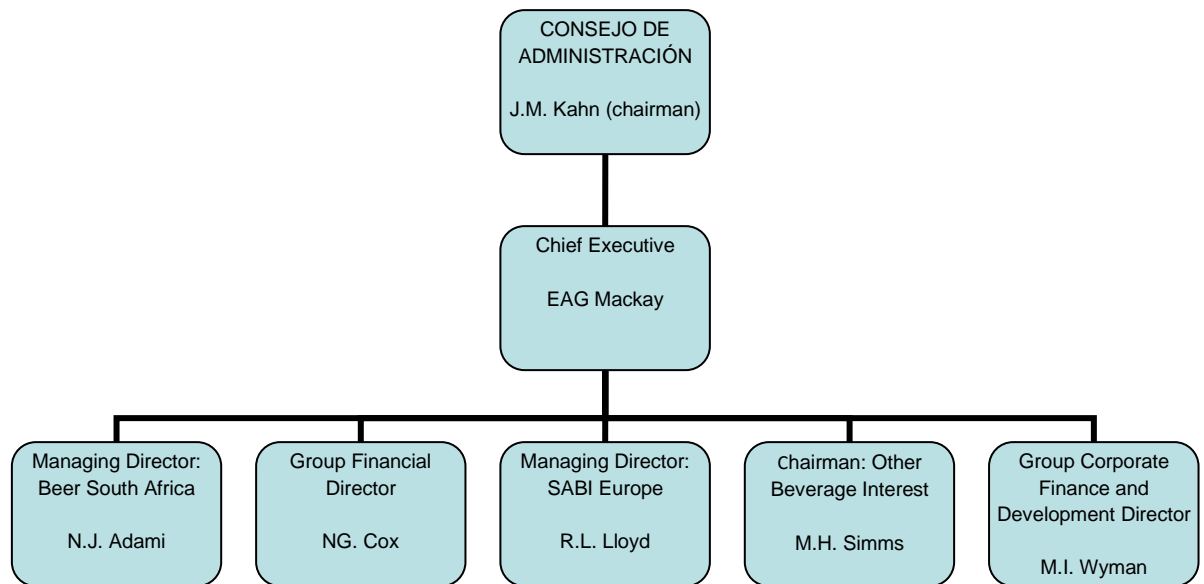 CONSEJO DE
ADMINISTRACIÓN
J.M. Kahn (chairman)
Chief Executive
EAG Mackay
Managing Director:
Beer South Africa
N.J. Adami
Group Financial
Director
NG. Cox
Managing Director:
SABI Europe
R.L. Lloyd
Chairman: Other
Beverage Interest
M.H. Simms
Group Corporate
Finance and
Development Director
M.I. Wyman